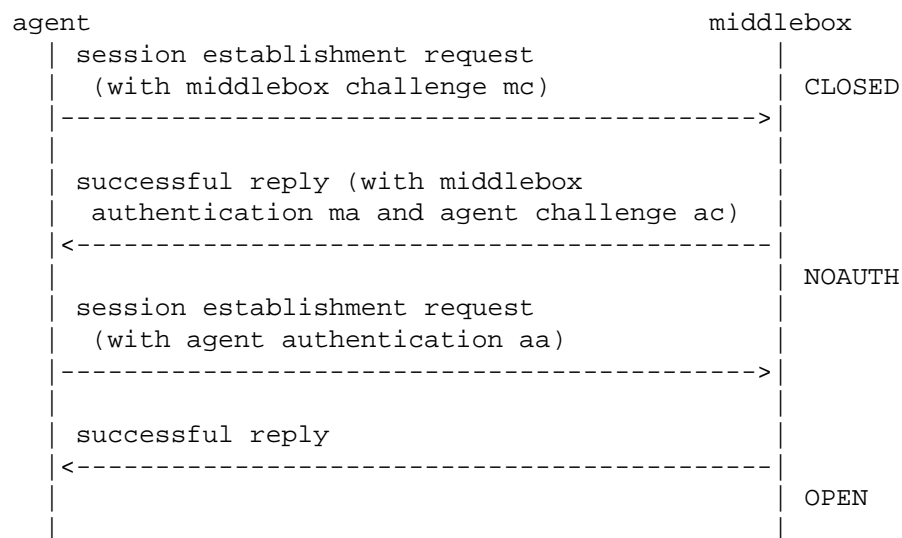 agent middlebox
| session establishment request |
| (with middlebox challenge mc) | CLOSED
|-------------------------------------------->|
| |
| successful reply (with middlebox |
| authentication ma and agent challenge ac) |
|<--------------------------------------------|
| | NOAUTH
| session establishment request |
| (with agent authentication aa) |
|-------------------------------------------->|
| |
| successful reply |
|<--------------------------------------------|
| | OPEN
| |